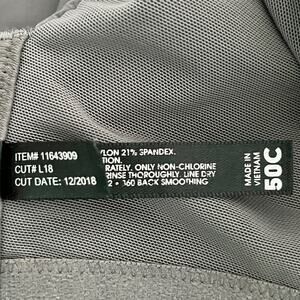 ITEM# 11643909
CUT# L18
CUT DATE: 12/2018
YLON 21% SPANDEX.
TION.
RATELY. ONLY NON-CHLORINE
RINSE THOROUGHLY. LINE DRY
2 • 360 BACK SMOOTHING
MADE IN
VIETNAM
50C